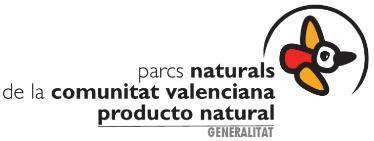 parcs naturals
de la comunitat valenciana
producto natural
GENERALITAT